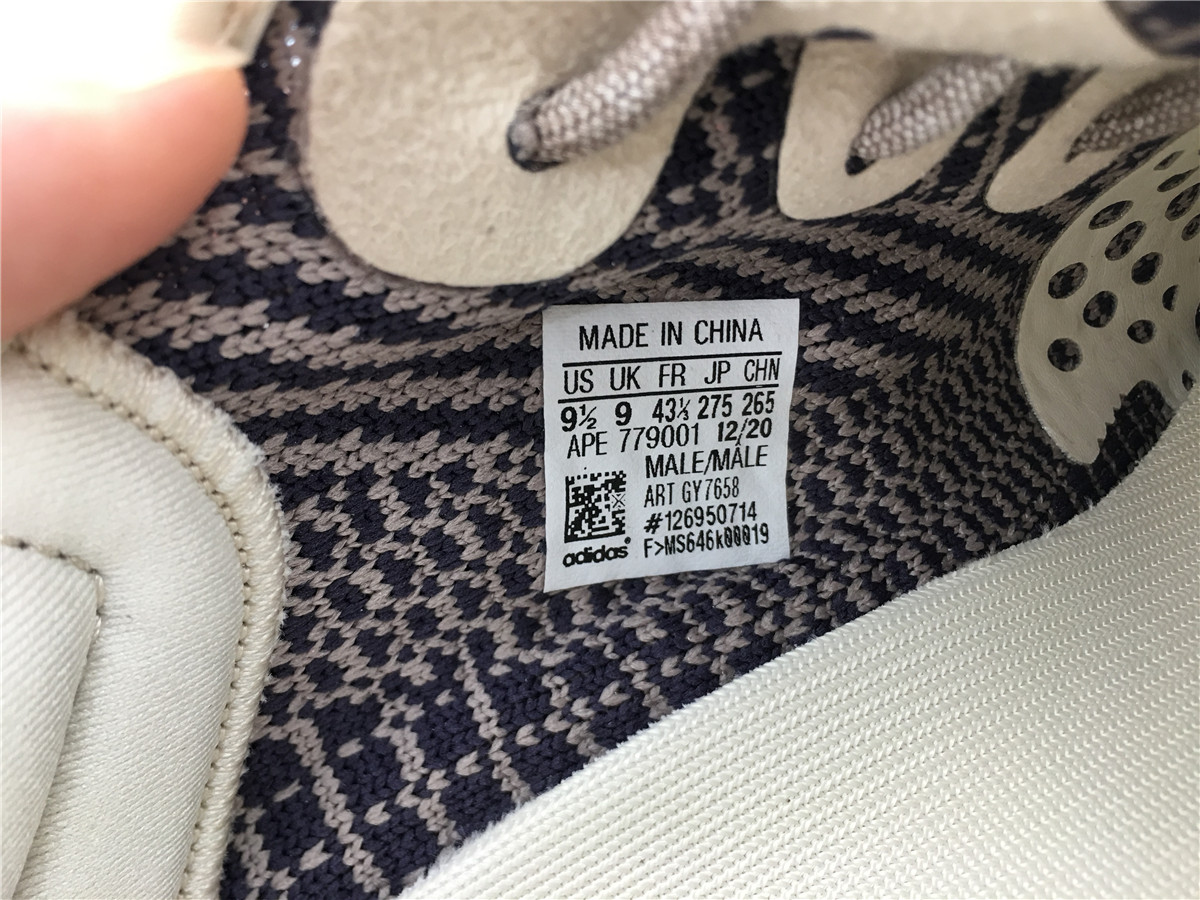 MADE IN CHINA
US UK FR JP CHN
9½ 9 43⅓ 275 265
APE 779001 12/20
MALE/MÂLE
ART GY7658
#126950714
adidas® F>MS646k00019